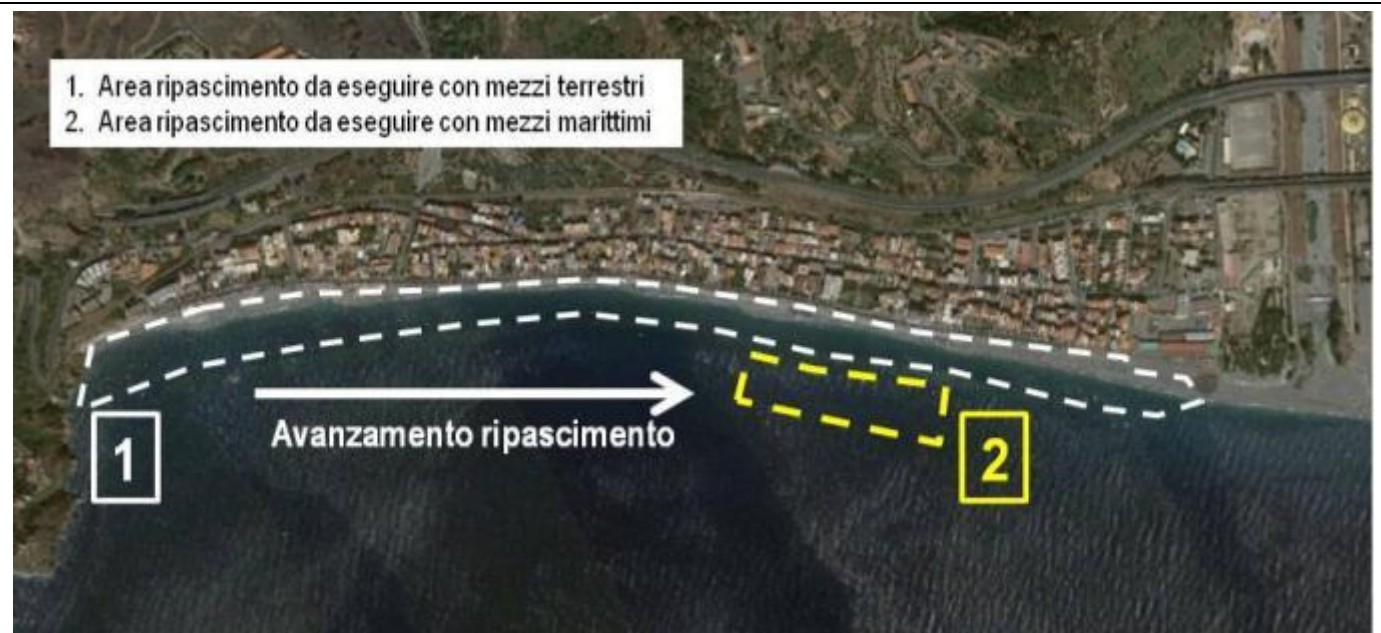 1. Area ripascimento da eseguire con mezzi terrestri
2. Area ripascimento da eseguire con mezzi marittimi
Avanzamento ripascimento
1
2